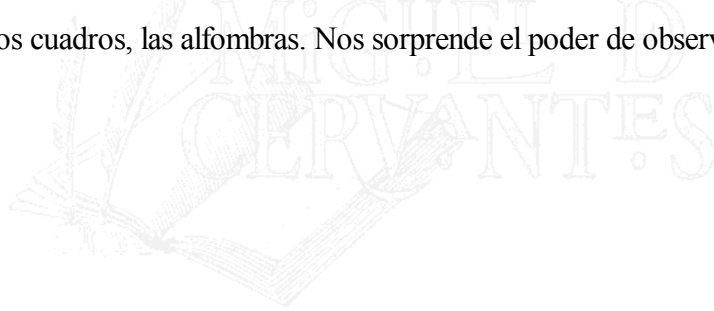 os cuadros, las alfombras. Nos sorprende el poder de observ
MIGUEL D
CERVANTES